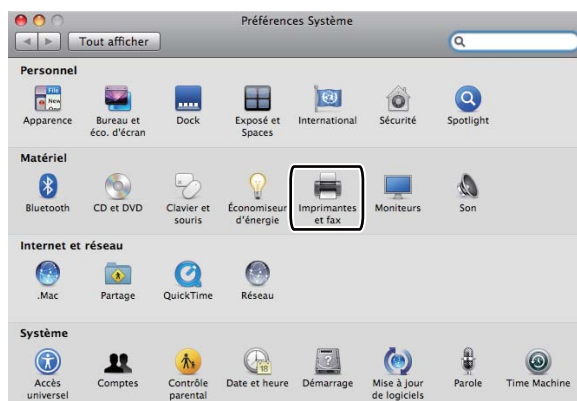 Préférences Système
Tout afficher
Personnel
File
New
Apparence
Bureau et
éco. d'écran
Dock
Exposé et
Spaces
International
Sécurité
Spotlight
Matériel
Bluetooth
CD et DVD
Clavier et
souris
Économiseur
d'énergie
Imprimantes
et fax
Moniteurs
Son
Internet et réseau
.Mac
Partage
QuickTime
Réseau
Système
Accès
universel
Comptes
Contrôle
parental
18
Date et heure
Démarrage
Mise à jour
de logiciels
Parole
Time Machine